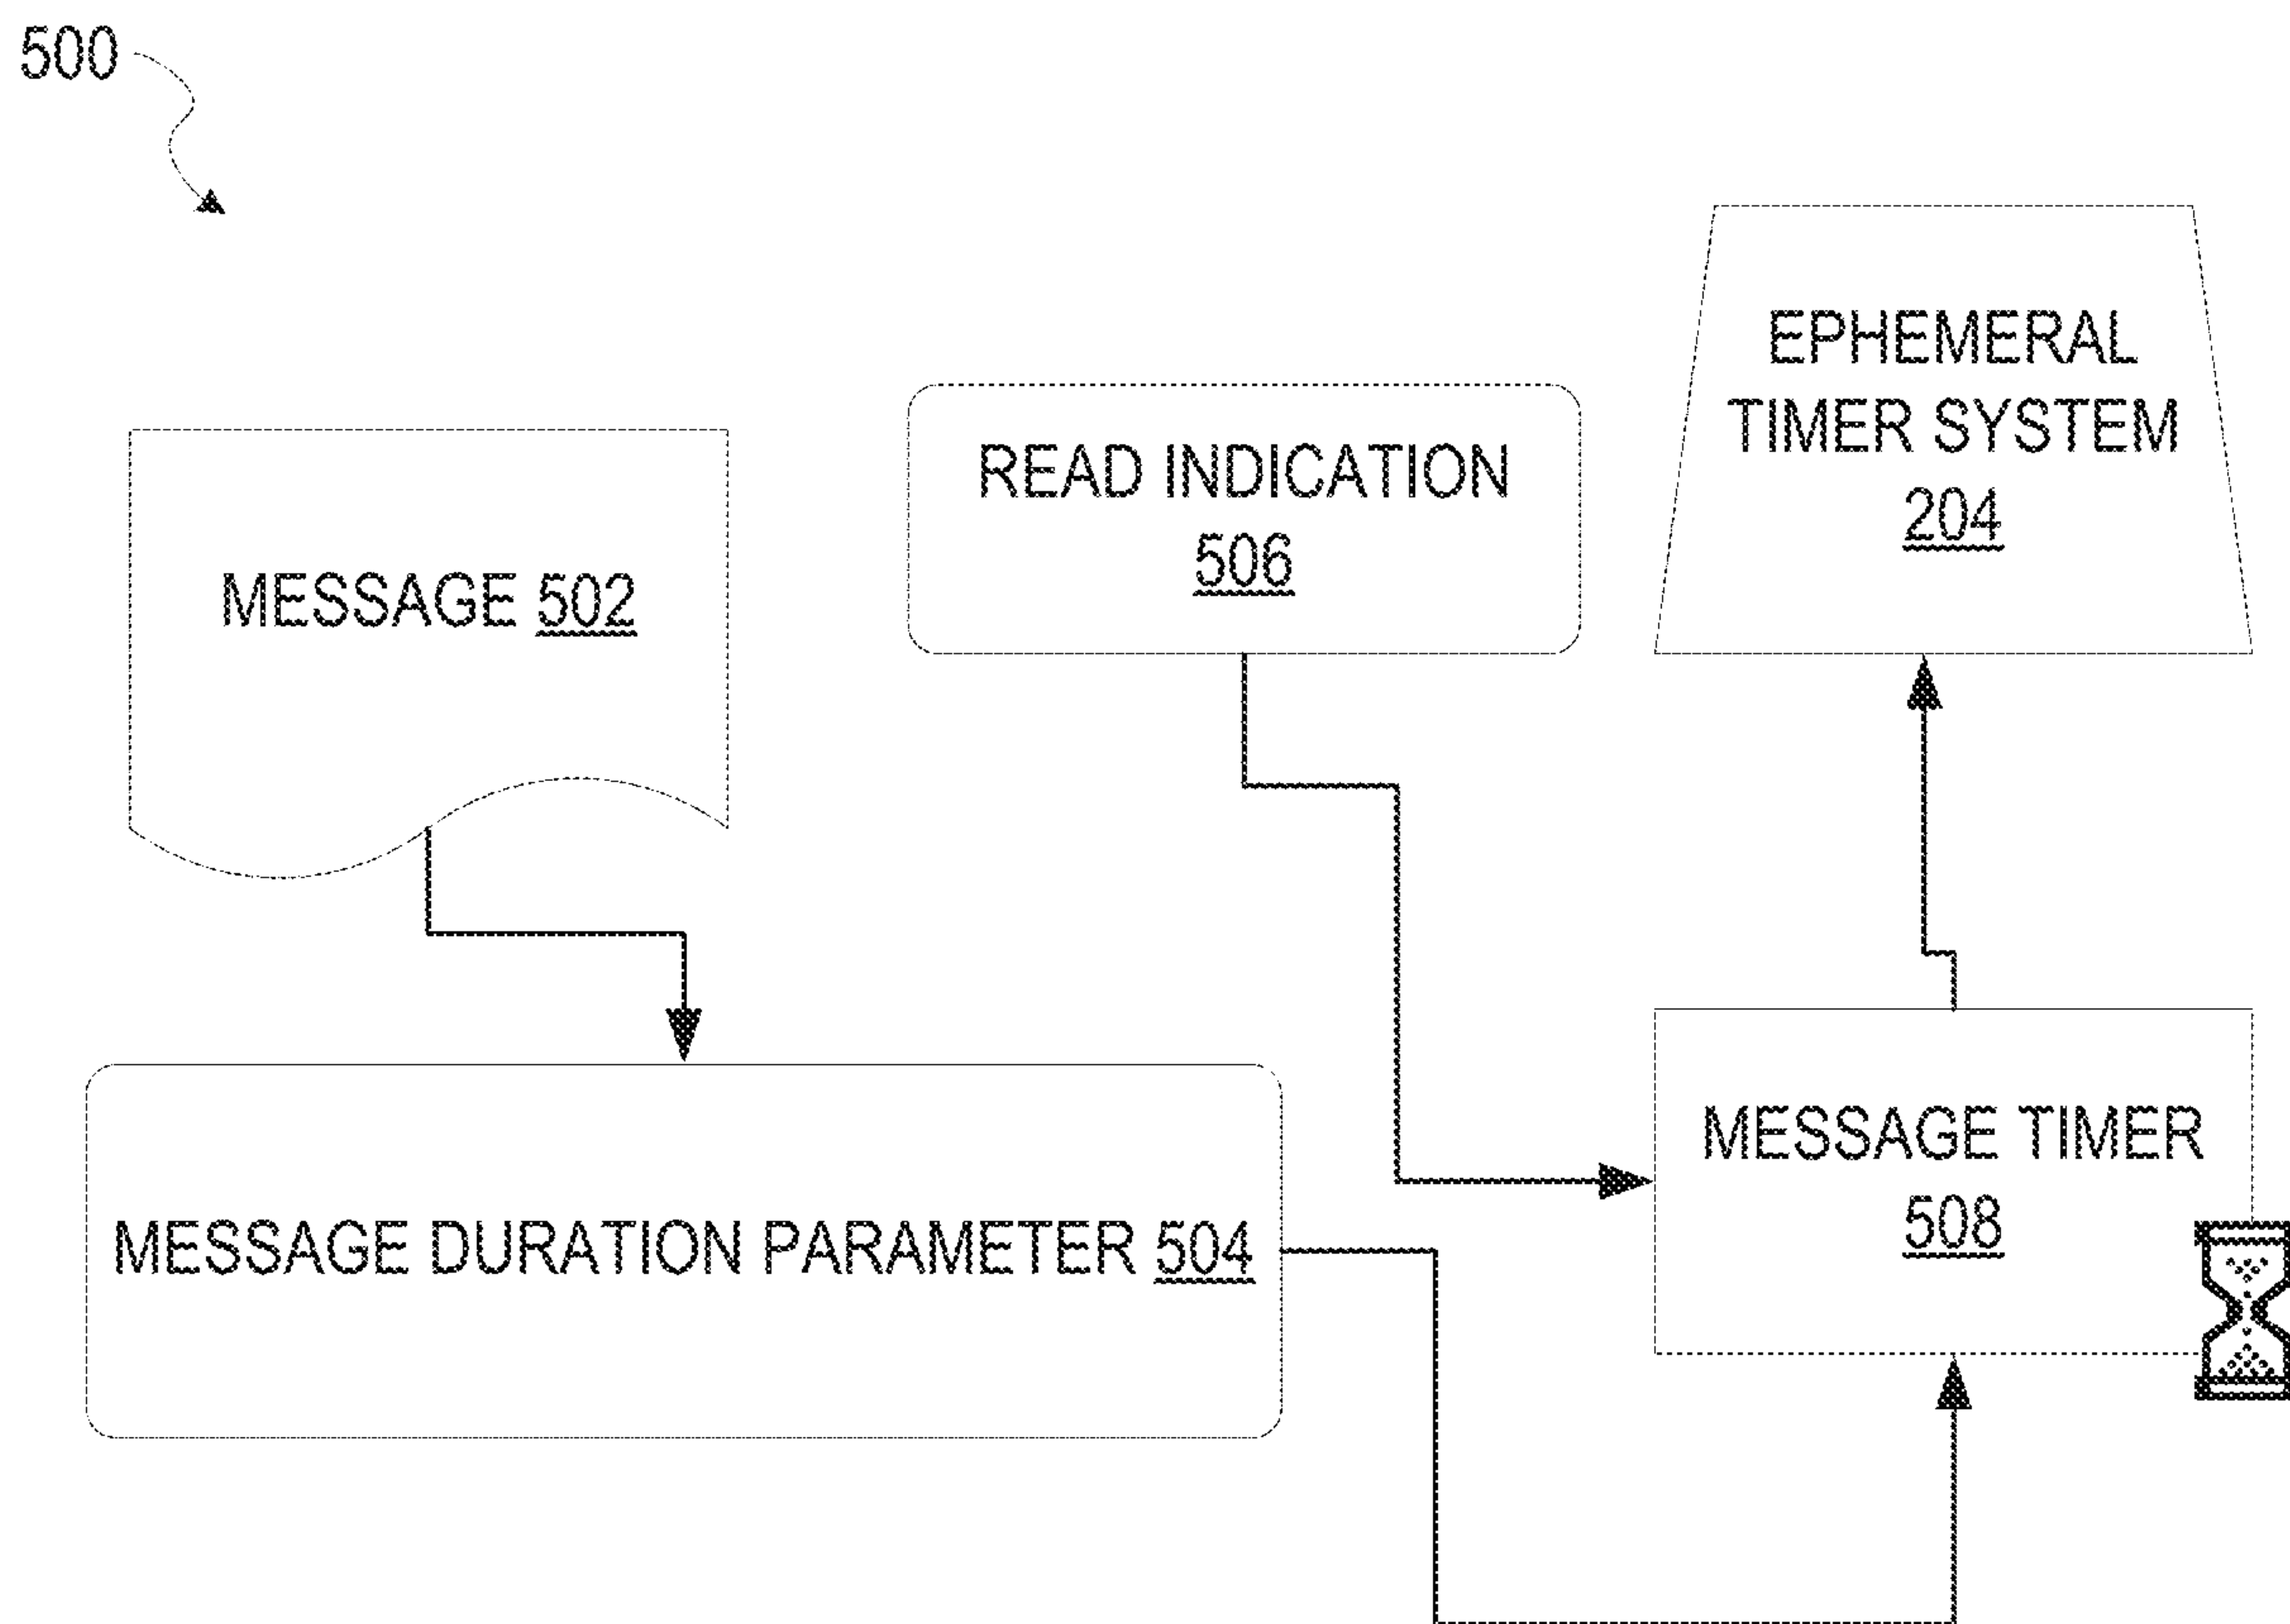 500
EPHEMERAL
TIMER SYSTEM
204
READ INDICATION
506
MESSAGE 502
MESSAGE TIMER
508
MESSAGE DURATION PARAMETER 504